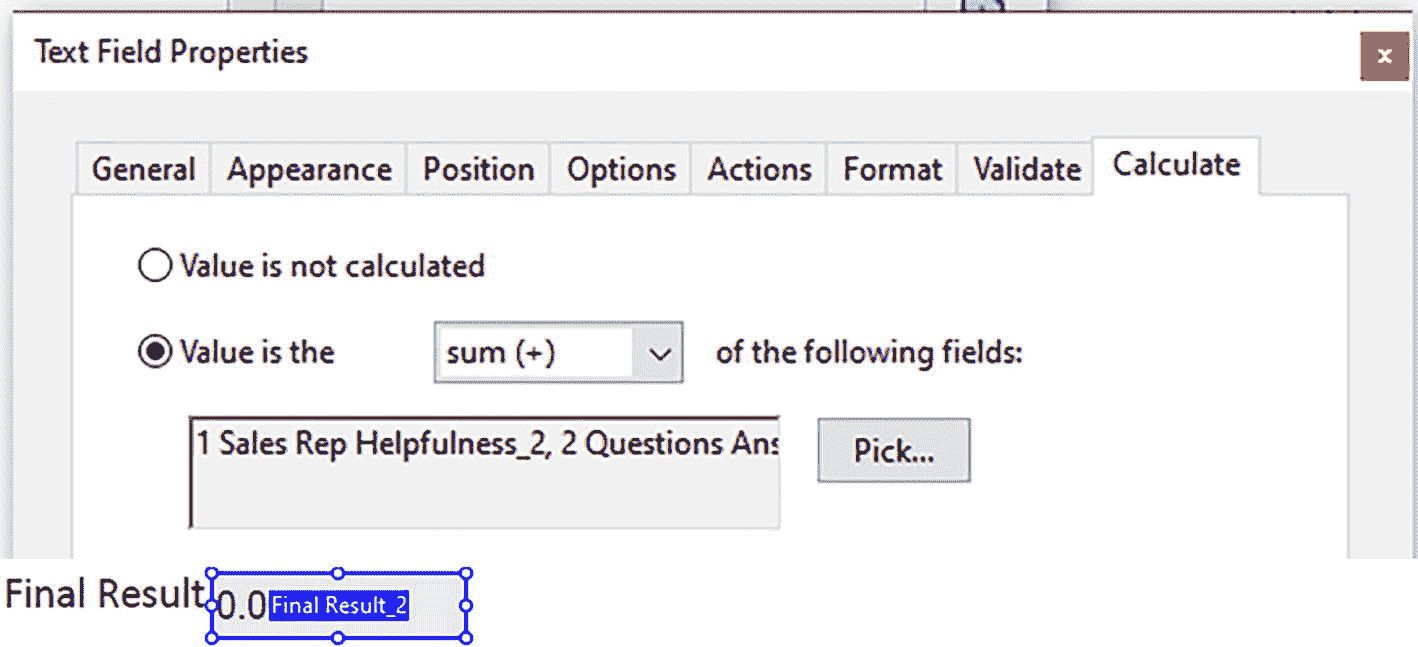 Text Field Properties
x
General Appearance Position Options Actions Format Validate Calculate
Value is not calculated
Value is the sum (+) of the following fields:
1 Sales Rep Helpfulness_2, 2 Questions Ans
Pick...
Final Result 0.0 Final Result_2